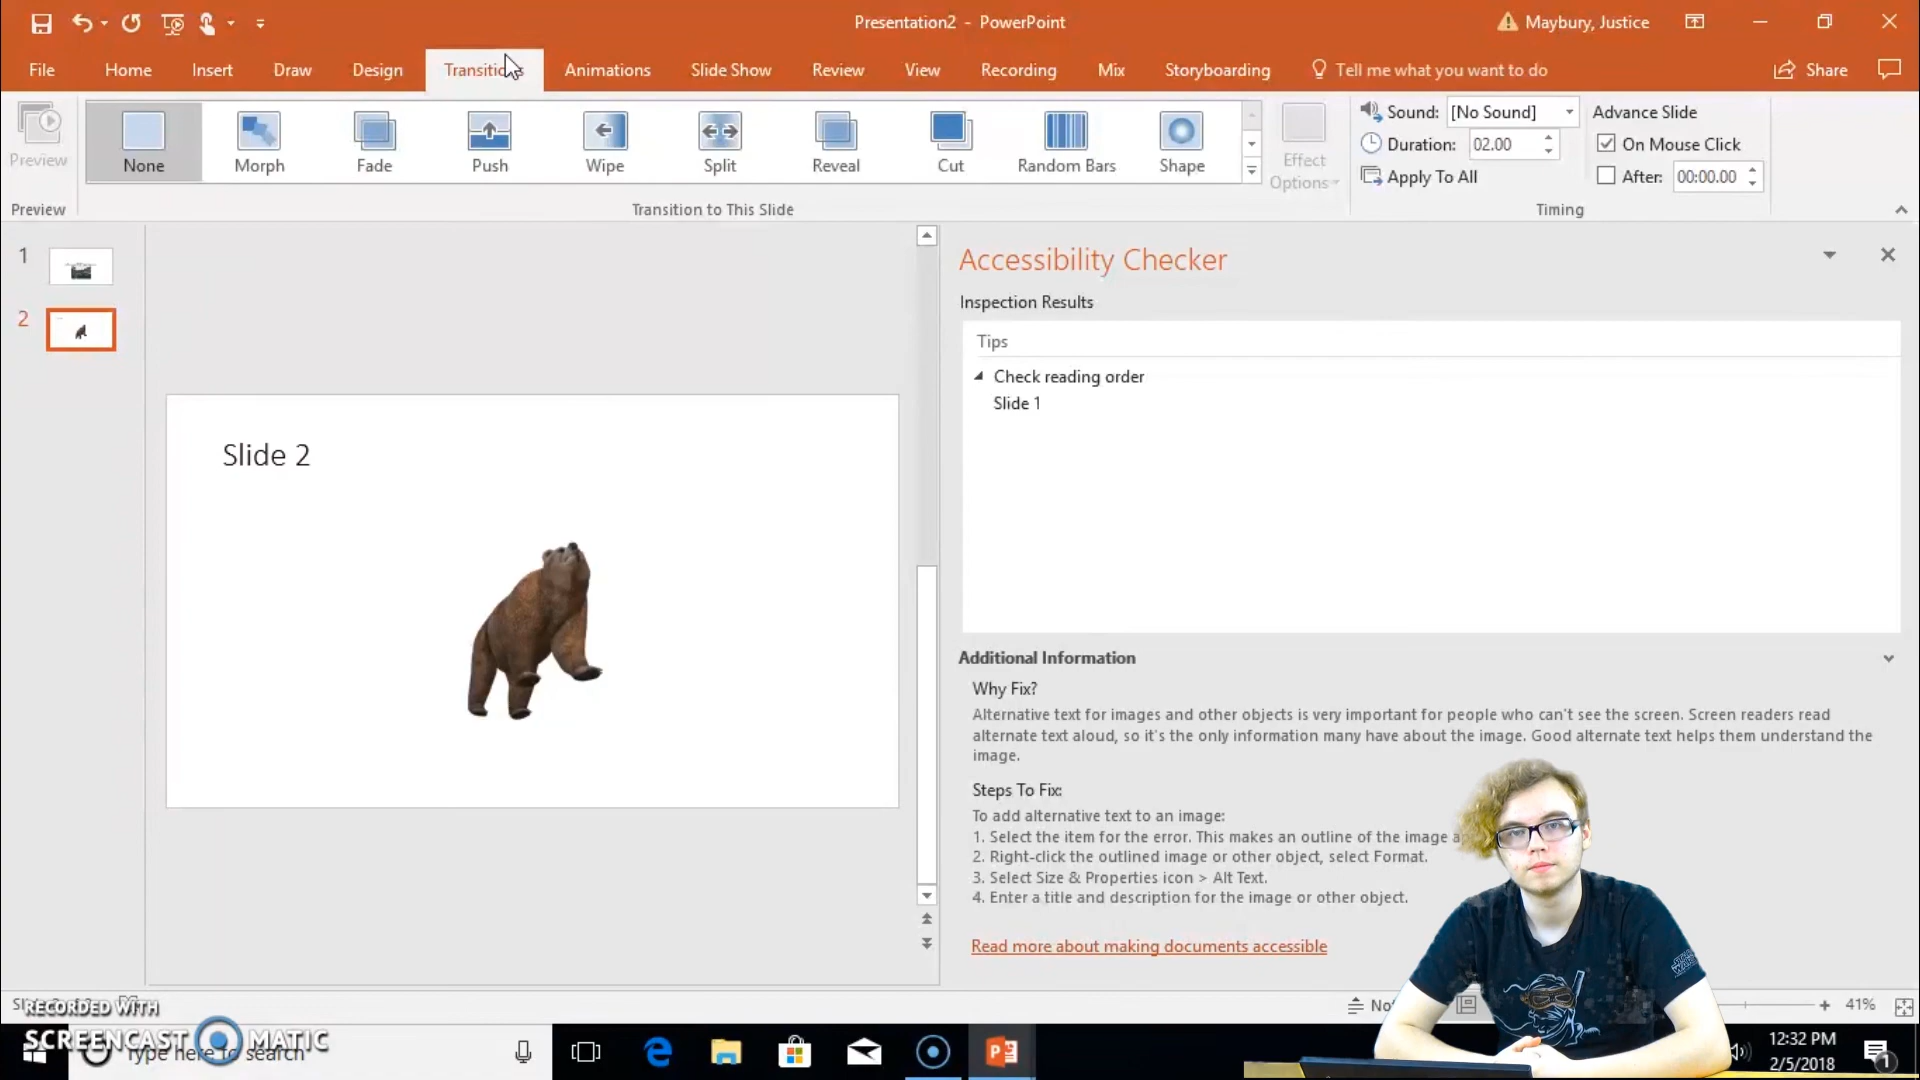 Presentation2 - PowerPoint
Maybury, Justice
File Home Insert Draw Design Transitions Animations Slide Show Review View Recording Mix Storyboarding Tell me what you want to do Share
Preview
None Morph Fade Push Wipe Split Reveal Cut Random Bars Shape
Effect
Options
Sound: [No Sound]
Duration: 02.00
Apply To All
Advance Slide
On Mouse Click
After: 00:00.00
Preview
Transition to This Slide
Timing
1
2
Slide 2
Accessibility Checker
Inspection Results
Tips
Check reading order
Slide 1
Additional Information
Why Fix?
Alternative text for images and other objects is very important for people who can't see the screen. Screen readers read
alternate text aloud, so it's the only information many have about the image. Good alternate text helps them understand the
image.
Steps To Fix:
To add alternative text to an image:
1. Select the item for the error. This makes an outline of the image
2. Right-click the outlined image or other object, select Format.
3. Select Size & Properties icon > Alt Text.
4. Enter a title and description for the image or other object.
Read more about making documents accessible
STAR
WARS
41%
RECORDED WITH
SCREENCAST MATIC
Type here to search
12:32 PM
2/5/2018
1